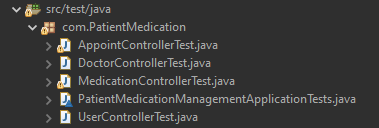 src/test/java
com.PatientMedication
AppointControllerTest.java
DoctorControllerTest.java
MedicationControllerTest.java
PatientMedicationManagementApplicationTests.java
UserControllerTest.java